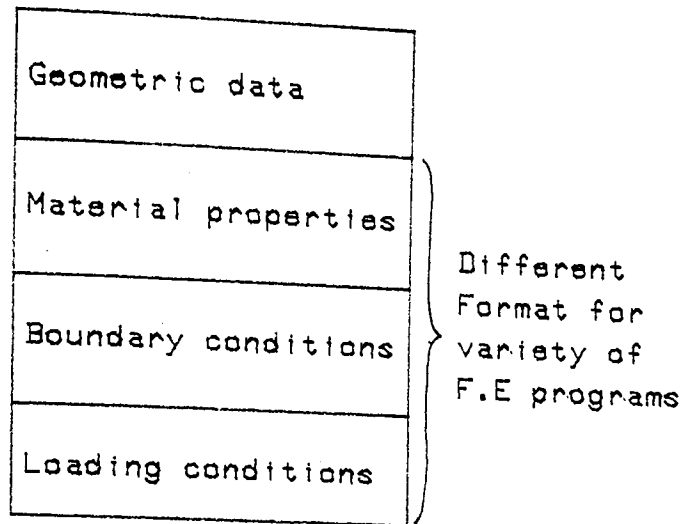 Geometric data
Material properties
Boundary conditions
Loading conditions
Different
Format for
variety of
F.E programs